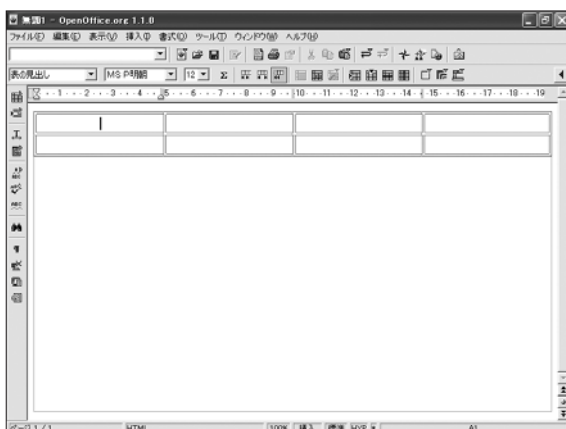 無題1 - OpenOffice.org 1.1.0
ファイル(F) 編集(E) 表示(V) 挿入(I) 書式(O) ツール(T) ウィンドウ(W) ヘルプ(H)
表の見出し MS P明朝 12 Σ
1 2 3 4 5 6 7 8 9 10 11 12 13 14 15 16 17 18 19
ABC
ページ 1 / 1 HTML 100% 挿入 標準 HYP * A1